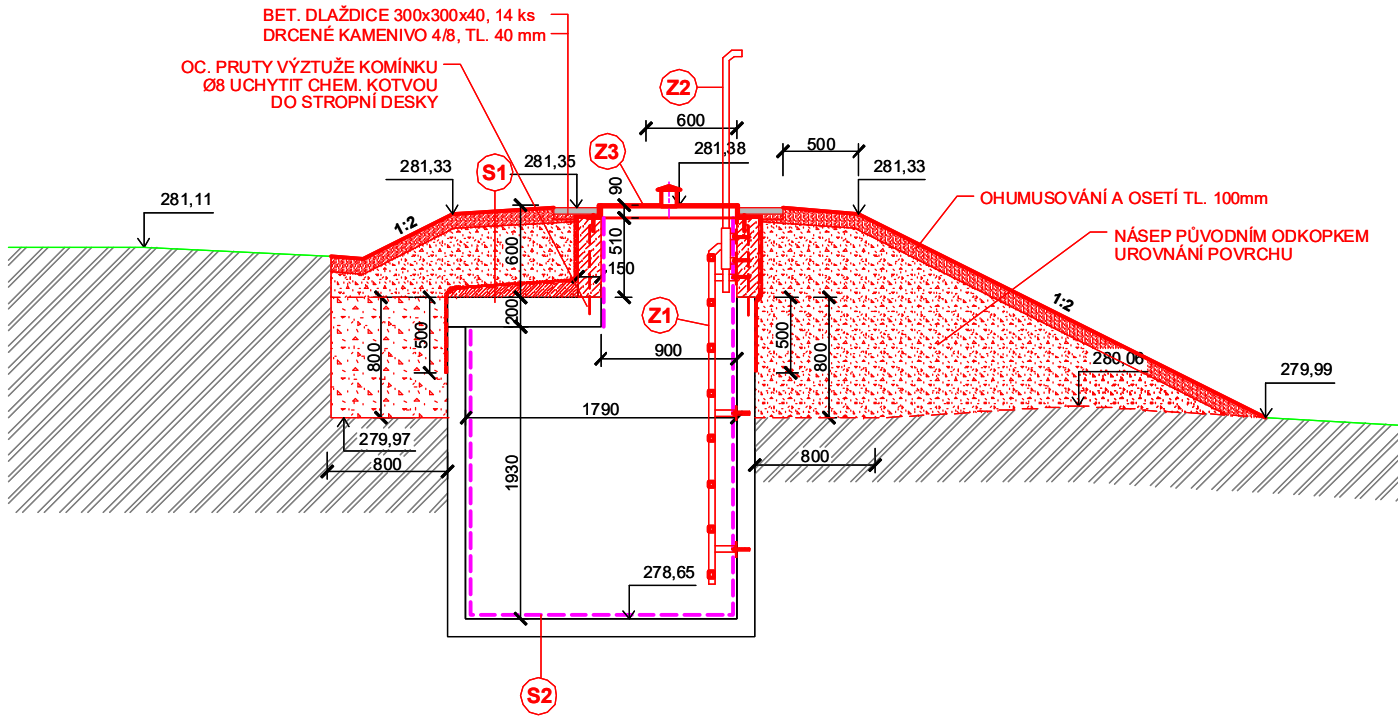 BET. DLAŽDICE 300x300x40, 14 ks
DRCENÉ KAMENIVO 4/8, TL. 40 mm
OC. PRUTY VÝZTUŽE KOMÍNKU
Ø8 UCHYTIT CHEM. KOTVOU
DO STROPNÍ DESKY
Z2
600
Z3
281,38
500
281,33
S1
281,35
281,33
90
281,11
OHUMUSOVÁNÍ A OSETÍ TL. 100mm
1:2
510
600
NÁSEP PŮVODNÍM ODKOPKEM
UROVNÁNÍ POVRCHU
150
1:2
200
Z1
500
800
900
500
800
280,06
279,99
1790
279,97
800
800
1930
278,65
S2